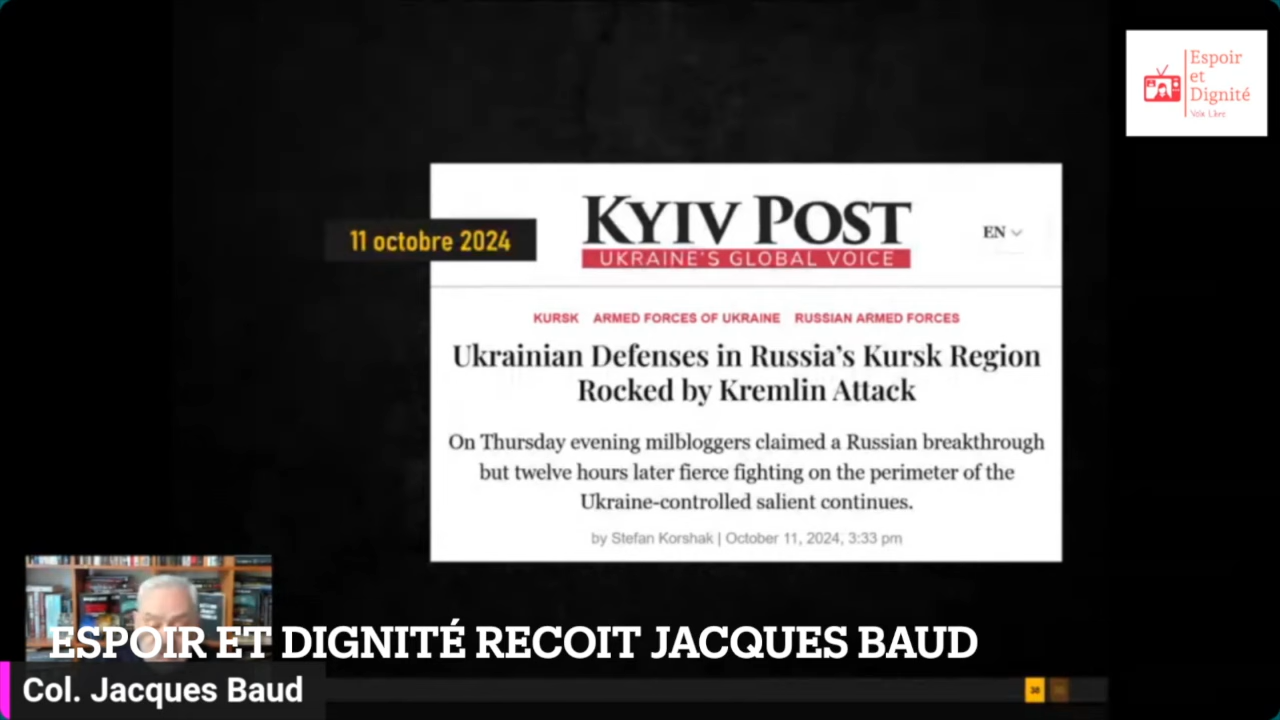 Espoir
et
Dignité
Voix Libre
11 octobre 2024
KYIV POST
UKRAINE'S GLOBAL VOICE
EN
KURSK ARMED FORCES OF UKRAINE RUSSIAN ARMED FORCES
Ukrainian Defenses in Russia’s Kursk Region
Rocked by Kremlin Attack
On Thursday evening milbloggers claimed a Russian breakthrough
but twelve hours later fierce fighting on the perimeter of the
Ukraine-controlled salient continues.
by Stefan Korshak | October 11, 2024, 3:33 pm
ESPOIR ET DIGNITÉ RECOIT JACQUES BAUD
Col. Jacques Baud